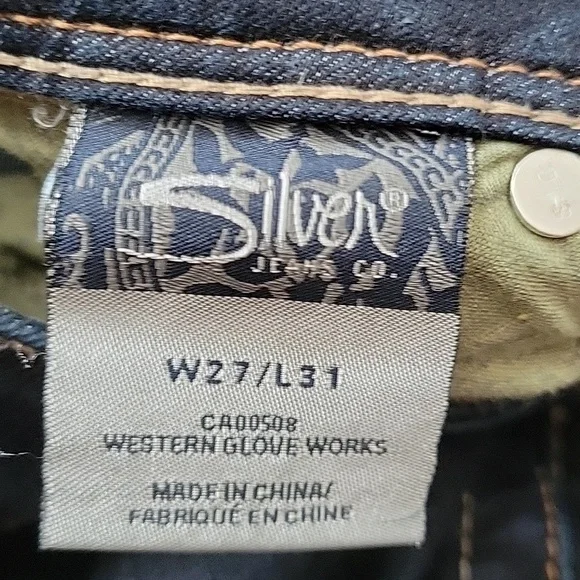 Silver®
JEANS CO.
W27/L31
CA00508
WESTERN GLOVE WORKS
MADE IN CHINA/
FABRIQUÉ EN CHINE